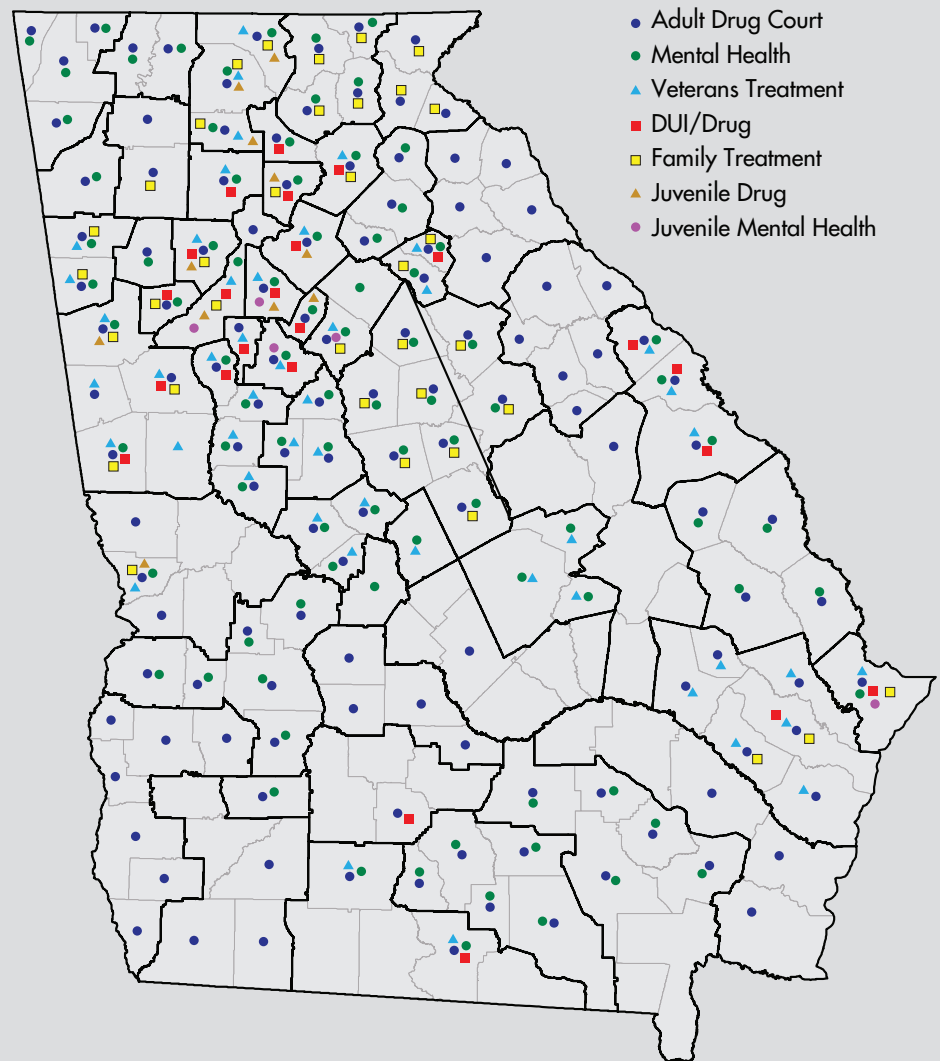 Adult Drug Court
Mental Health
Veterans Treatment
DUI/Drug
Family Treatment
Juvenile Drug
Juvenile Mental Health